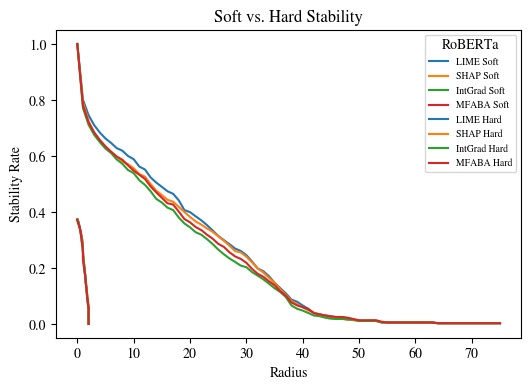 Soft vs. Hard Stability
RoBERTa
LIME Soft
SHAP Soft
IntGrad Soft
MFABA Soft
LIME Hard
SHAP Hard
IntGrad Hard
MFABA Hard
Stability Rate
1.0
0.8
0.6
0.4
0.2
0.0
0 10 20 30 40 50 60 70
Radius